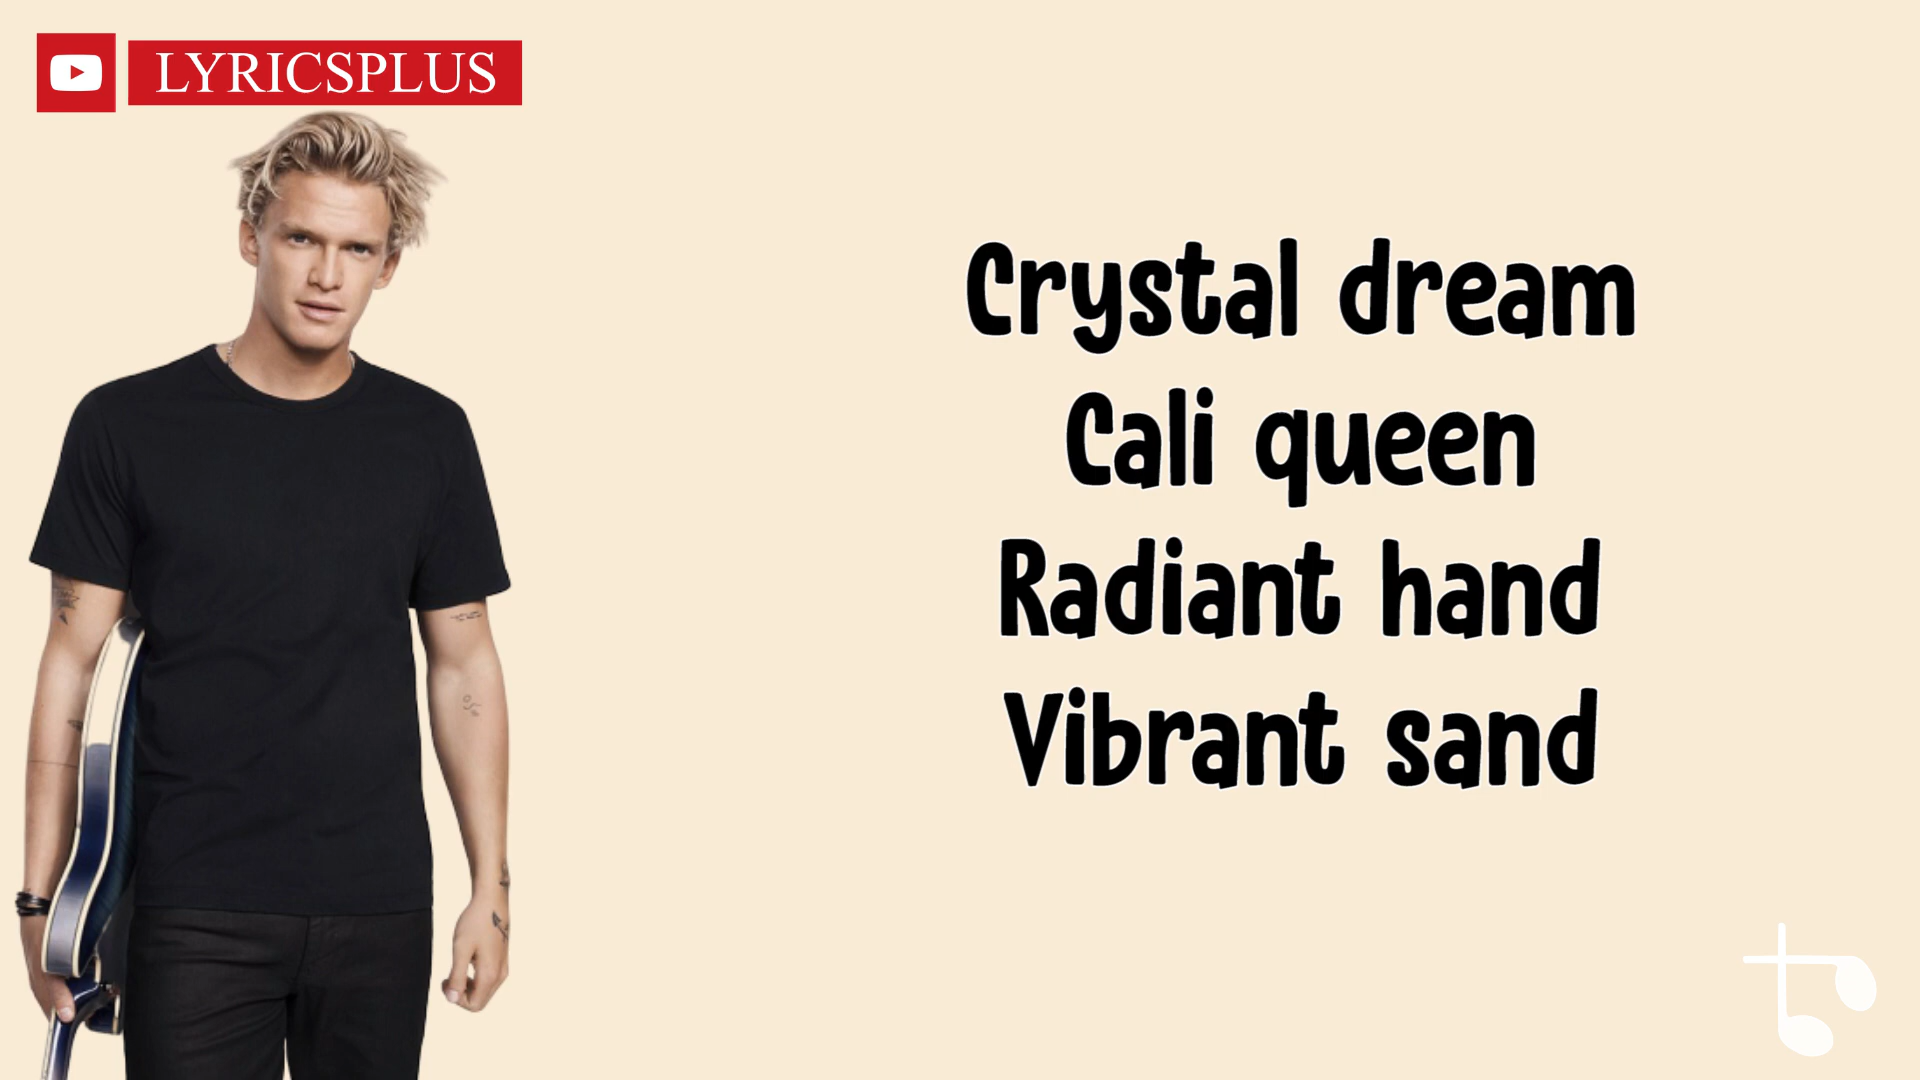 LYRICSPLUS
Crystal dream
Cali queen
Radiant hand
Vibrant sand